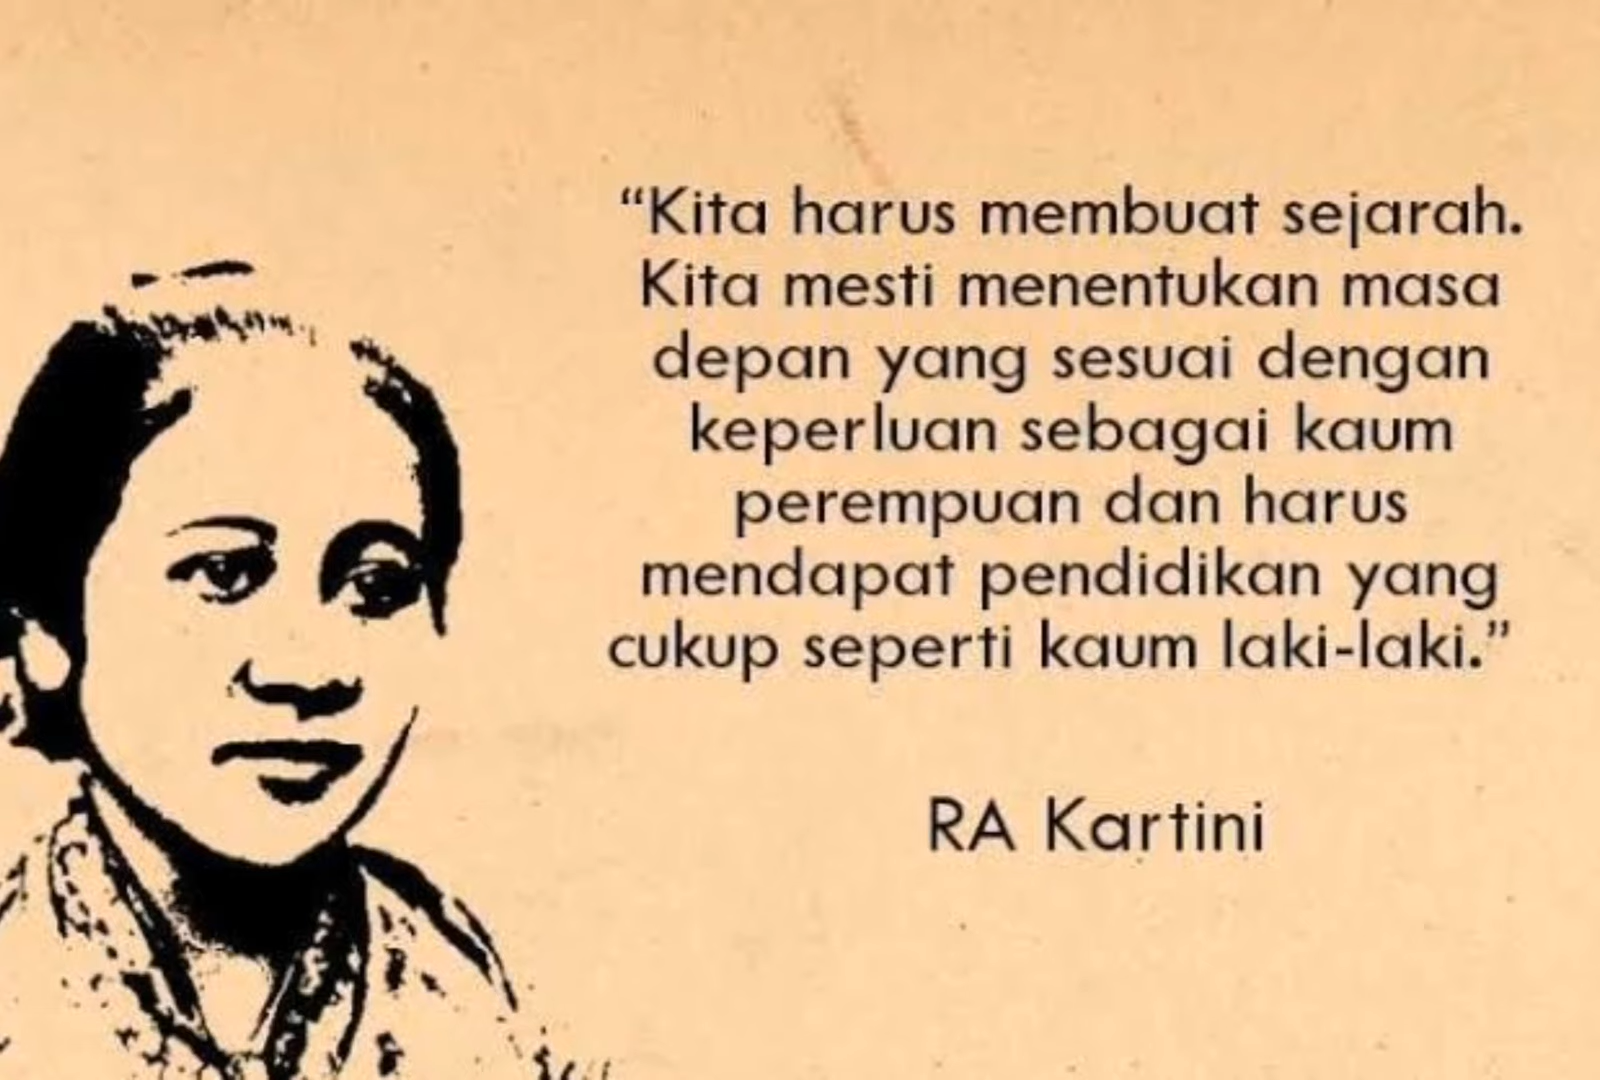 “Kita harus membuat sejarah.
Kita mesti menentukan masa
depan yang sesuai dengan
keperluan sebagai kaum
perempuan dan harus
mendapat pendidikan yang
cukup seperti kaum laki-laki.”
RA Kartini